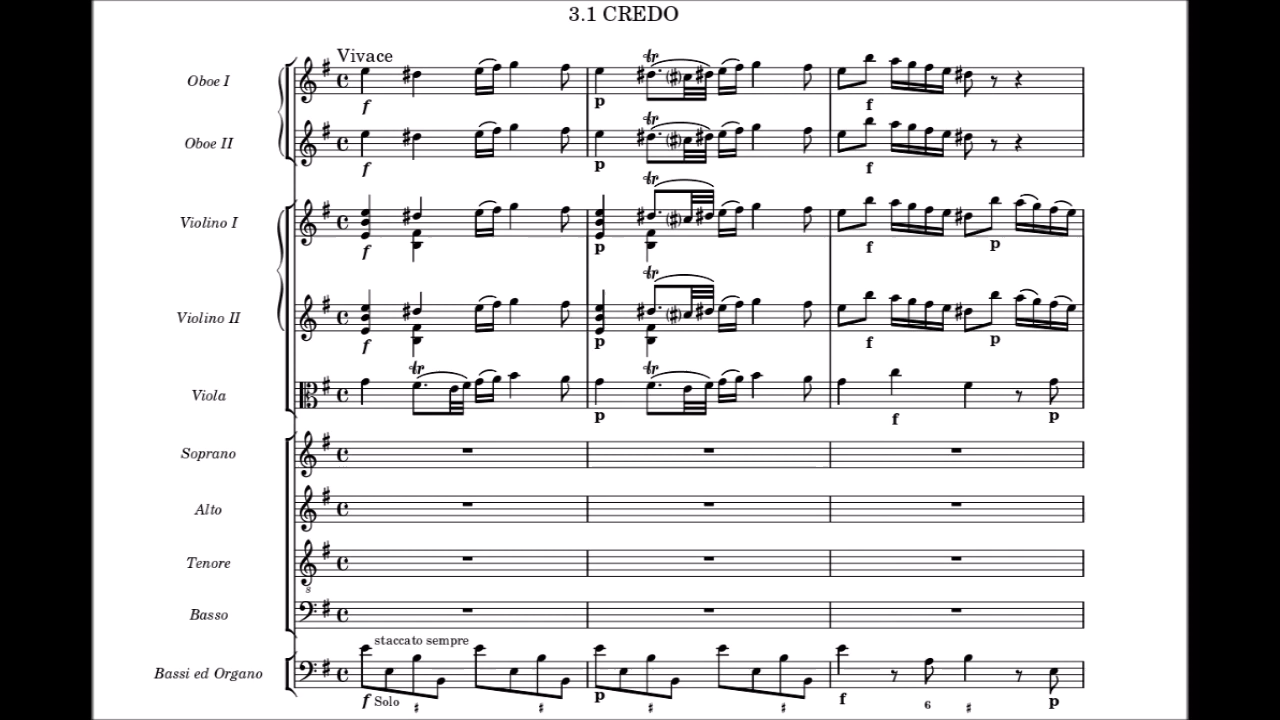 3.1 CREDO
Vivace
Oboe I
f p f
Oboe II
f p f
Violino I
f p f p
Violino II
f p f p
Viola
p f p
Soprano
Alto
Tenore
8
Basso
staccato sempre
Bassi ed Organo
f Solo p f 6 p